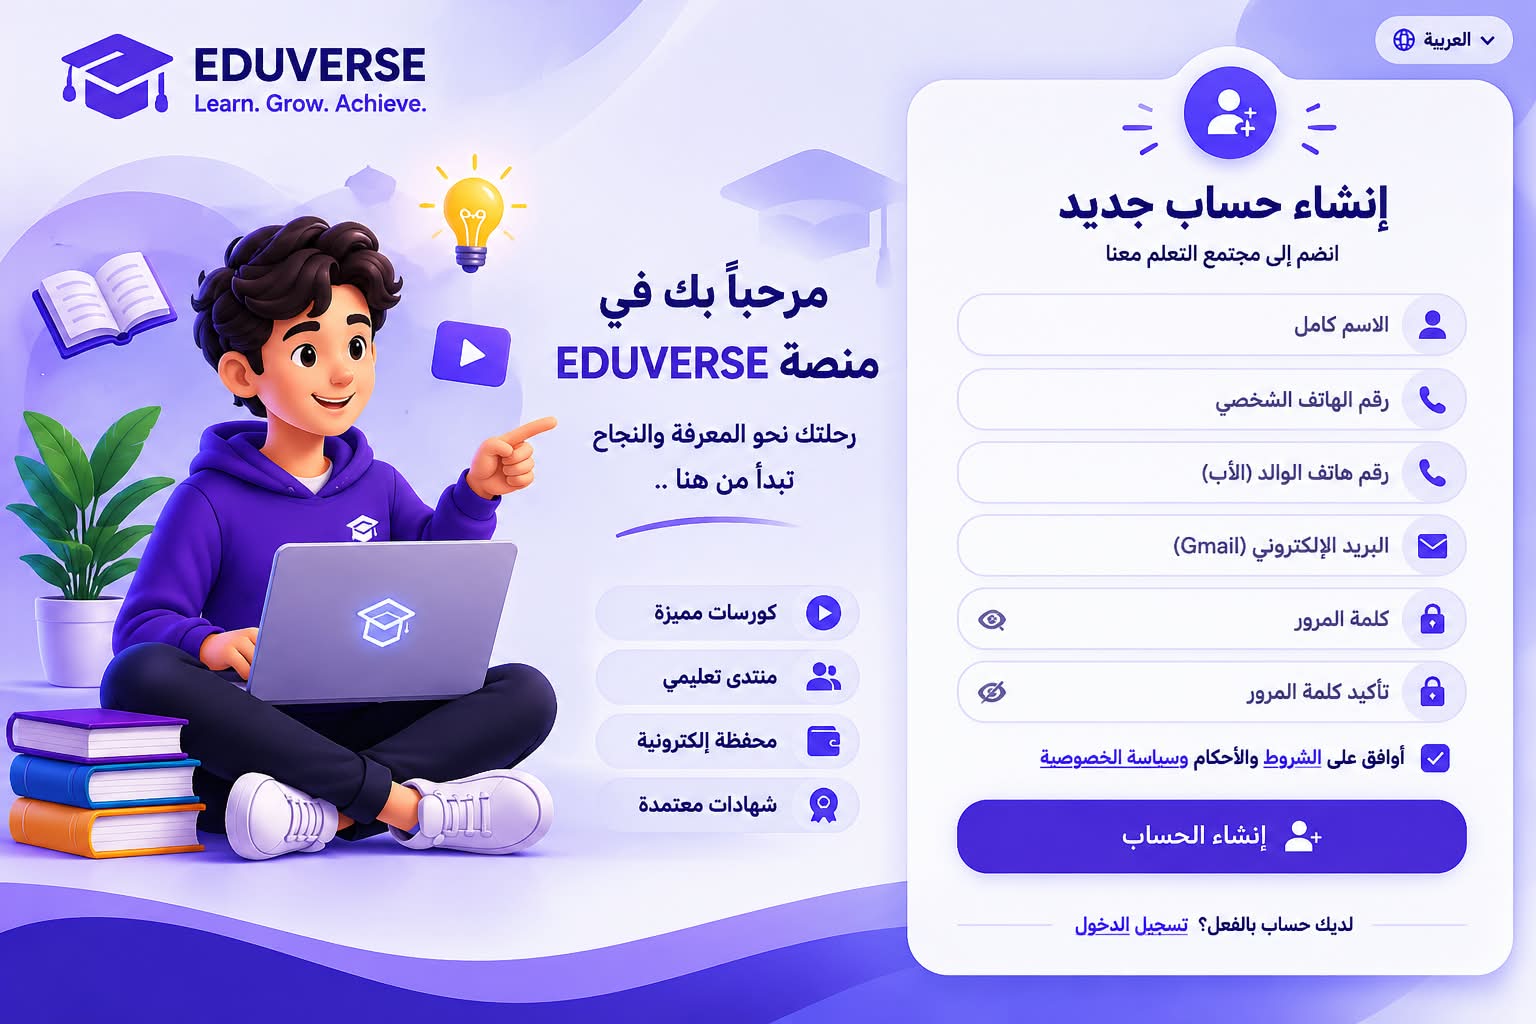 EDUVERSE
Learn. Grow. Achieve.
العربية
مرحباً بك في
منصة EDUVERSE
رحلتك نحو المعرفة والنجاح
تبدأ من هنا ..
كورسات مميزة
منتدى تعليمي
محفظة إلكترونية
شهادات معتمدة
إنشاء حساب جديد
انضم إلى مجتمع التعلم معنا
الاسم كامل
رقم الهاتف الشخصي
رقم هاتف الوالد (الأب)
البريد الإلكتروني (Gmail)
كلمة المرور
تأكيد كلمة المرور
أوافق على الشروط والأحكام وسياسة الخصوصية
إنشاء الحساب
لديك حساب بالفعل؟ تسجيل الدخول